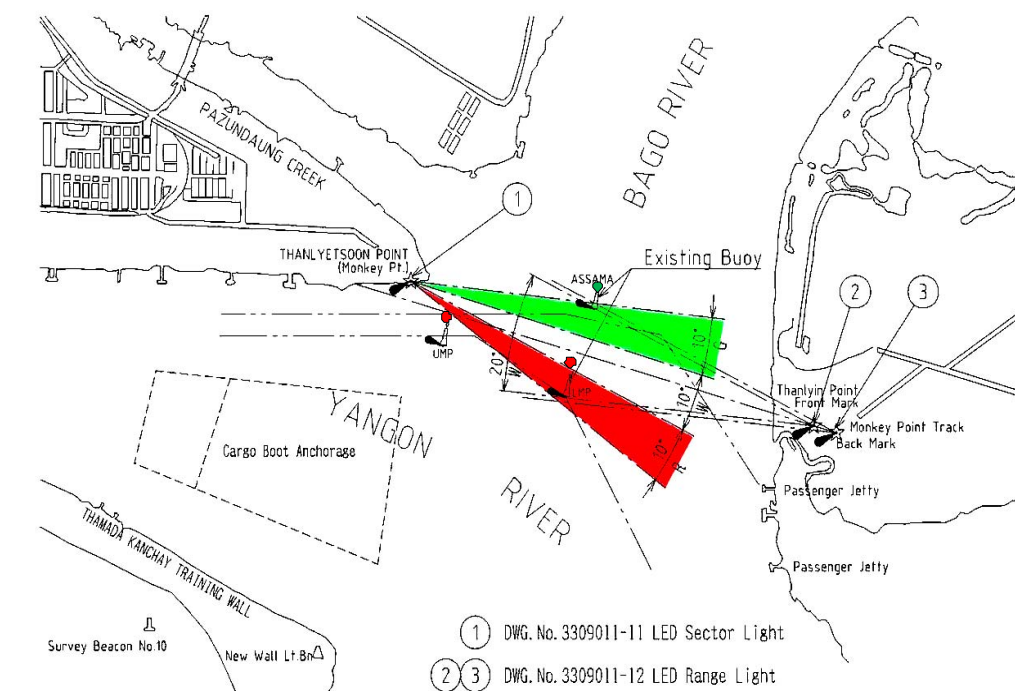 PAZUNDAUNG CREEK
BAGO RIVER
1
THANLYETSOON POINT
(Monkey Pt.)
ASSAMA
Existing Buoy
2
3
UMP
20°
W
LMP
10°
G
10°
W
10°
R
Thanlyin Point
Front Mark
Monkey Point Track
Back Mark
YANGON
RIVER
Cargo Boot Anchorage
Passenger Jetty
Passenger Jetty
THAMADA KANCHAY TRAINING WALL
Survey Beacon No.10
New Wall Lt.Bn
1 DWG. No. 3309011-11 LED Sector Light
2 3 DWG. No. 3309011-12 LED Range Light